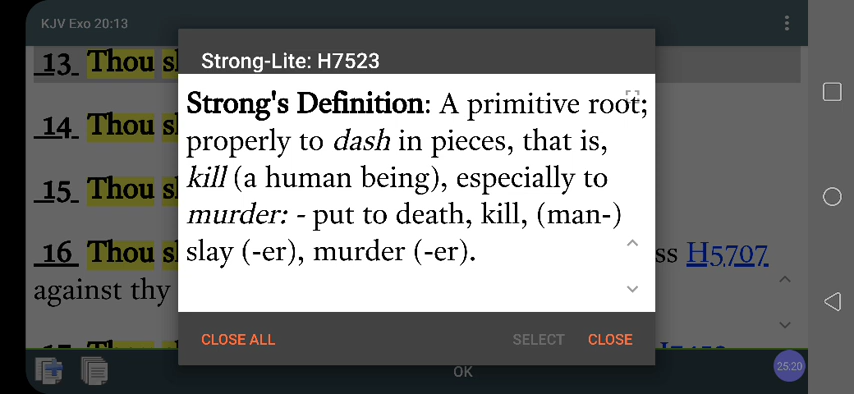 KJV Exo 20:13
Strong-Lite: H7523
13 Thou
Strong's Definition: A primitive root;
properly to dash in pieces, that is,
kill (a human being), especially to
murder: - put to death, kill, (man-)
slay (-er), murder (-er).
14 Thou
15 Thou
16 Thou
H5707
against thy
CLOSE ALL
SELECT
CLOSE
OK
25.20